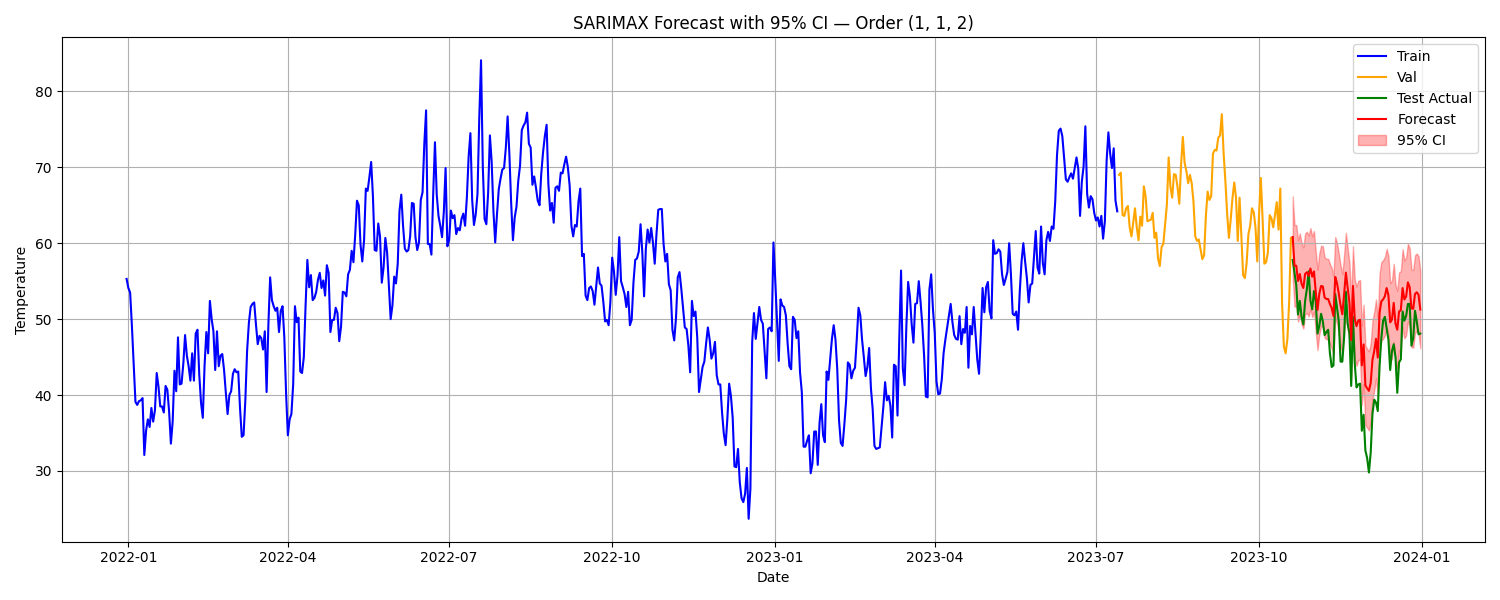 SARIMAX Forecast with 95% CI — Order (1, 1, 2)
Train
Val
Test Actual
Forecast
95% CI
Temperature
80
70
60
50
40
30
2022-01
2022-04
2022-07
2022-10
2023-01
2023-04
2023-07
2023-10
2024-01
Date